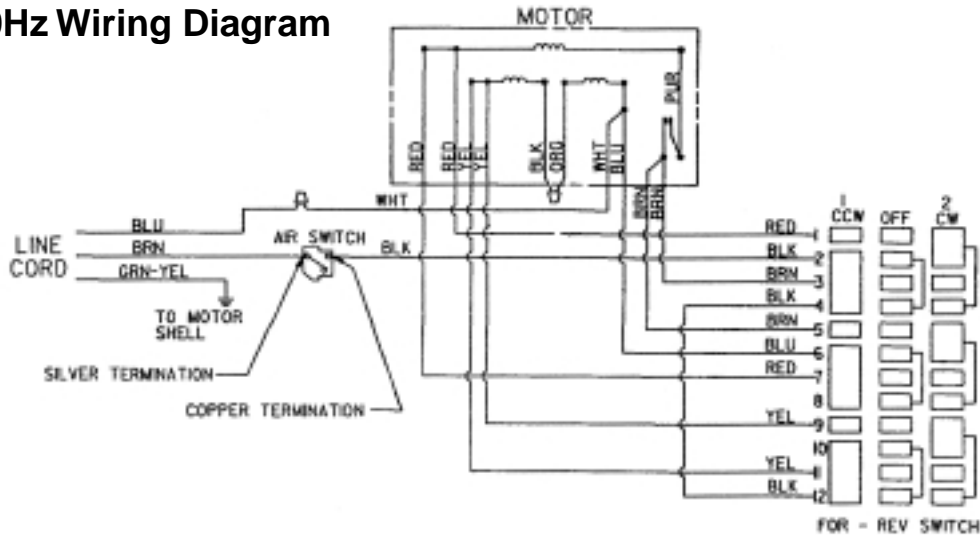 0Hz Wiring Diagram
MOTOR
PUR
RED
RED
YEL
YEL
BLK
ORG
WHT
BLU
BRN
BRN
WHT
BLU
LINE
CORD
BRN
AIR SWITCH
BLK
GRN-YEL
TO MOTOR
SHELL
SILVER TERMINATION
COPPER TERMINATION
1
CCW
OFF
2
CW
RED 1
BLK 2
BRN 3
BLK 4
BRN 5
BLU 6
RED 7
8
YEL 9
10
YEL 11
BLK 12
FOR - REV SWITCH